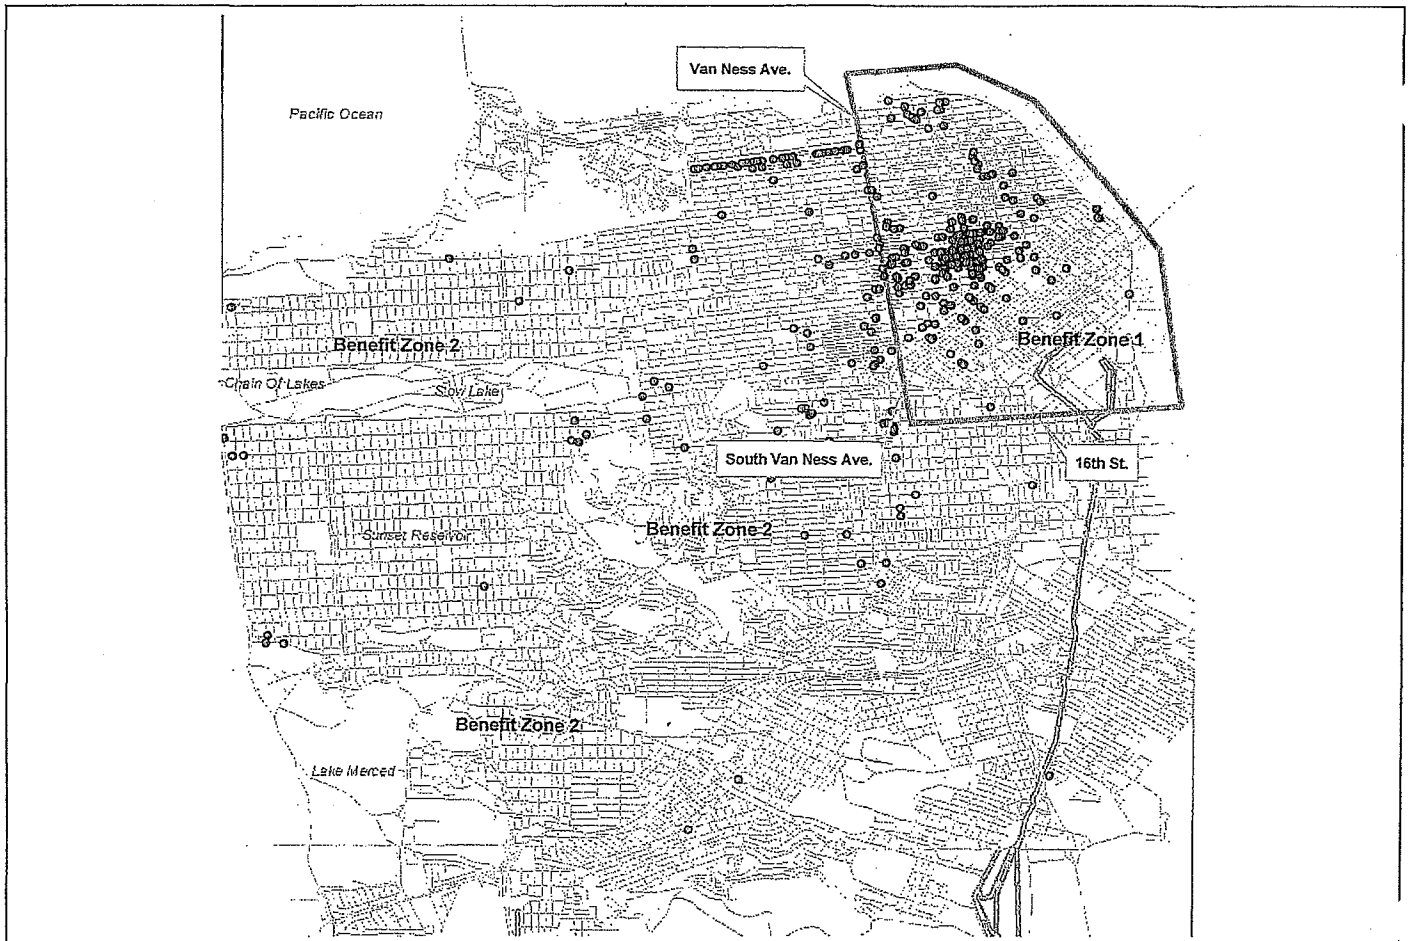 Van Ness Ave.
Pacific Ocean
Benefit Zone 1
Benefit Zone 2
Chain Of Lakes
Stow Lake
South Van Ness Ave.
16th St.
Benefit Zone 2
Sunset Reservoir
Benefit Zone 2
Lake Merced